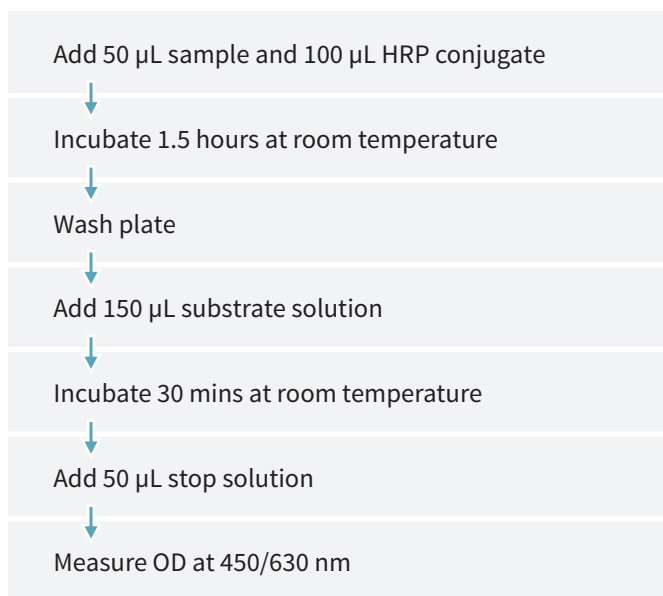 Add 50 µL sample and 100 µL HRP conjugate
Incubate 1.5 hours at room temperature
Wash plate
Add 150 µL substrate solution
Incubate 30 mins at room temperature
Add 50 µL stop solution
Measure OD at 450/630 nm